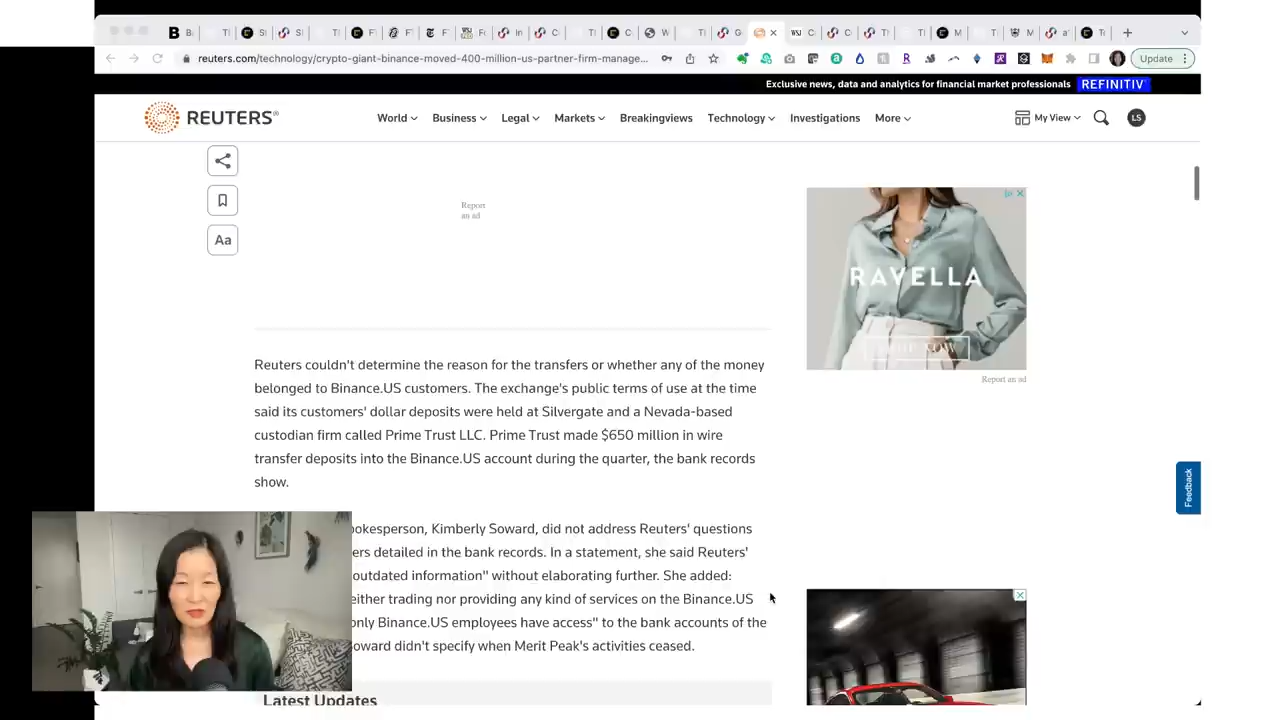 reuters.com/technology/crypto-giant-binance-moved-400-million-us-partner-firm-manage...
Update
Exclusive news, data and analytics for financial market professionals REFINITIV
REUTERS®
World Business Legal Markets Breakingviews Technology Investigations More
My View
LS
Aa
Report
an ad
RAVELLA
Report an ad
Reuters couldn't determine the reason for the transfers or whether any of the money
belonged to Binance.US customers. The exchange's public terms of use at the time
said its customers' dollar deposits were held at Silvergate and a Nevada-based
custodian firm called Prime Trust LLC. Prime Trust made $650 million in wire
transfer deposits into the Binance.US account during the quarter, the bank records
show.
Feedback
okesperson, Kimberly Soward, did not address Reuters' questions
ers detailed in the bank records. In a statement, she said Reuters'
outdated information" without elaborating further. She added:
either trading nor providing any kind of services on the Binance.US
only Binance.US employees have access" to the bank accounts of the
oward didn't specify when Merit Peak's activities ceased.
Latest Updates